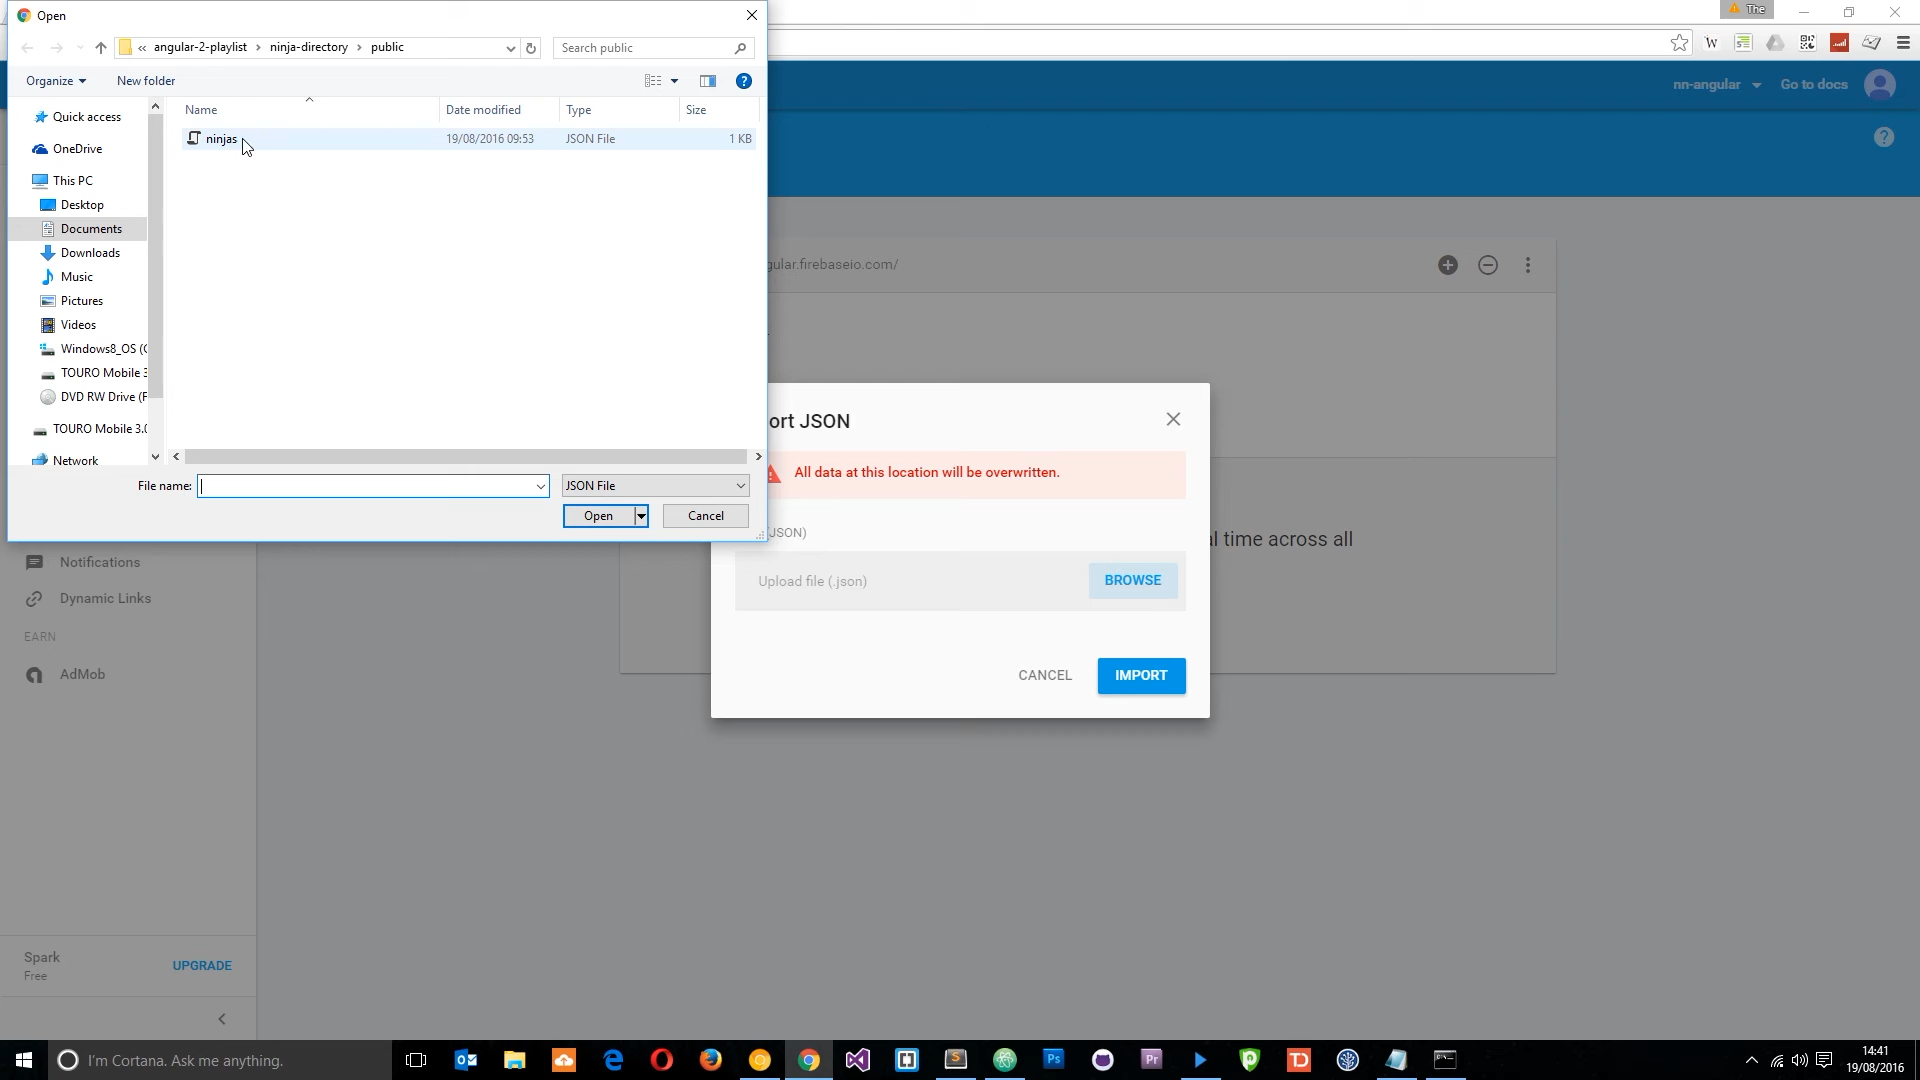 Open
The
« angular-2-playlist › ninja-directory › public
Search public
Organize
New folder
nn-angular
Go to docs
Name
Date modified
Type
Size
ninjas
19/08/2016 09:53
JSON File
1 KB
Quick access
OneDrive
This PC
Desktop
Documents
Downloads
Music
Pictures
Videos
Windows8_OS (C
TOURO Mobile 3
DVD RW Drive (F
TOURO Mobile 3.0
Network
gular.firebaseio.com/
ort JSON
All data at this location will be overwritten.
File name:
JSON File
Open
Cancel
JSON)
al time across all
Upload file (.json)
BROWSE
CANCEL
IMPORT
Notifications
Dynamic Links
EARN
AdMob
Spark
Free
UPGRADE
I'm Cortana. Ask me anything.
14:41
19/08/2016